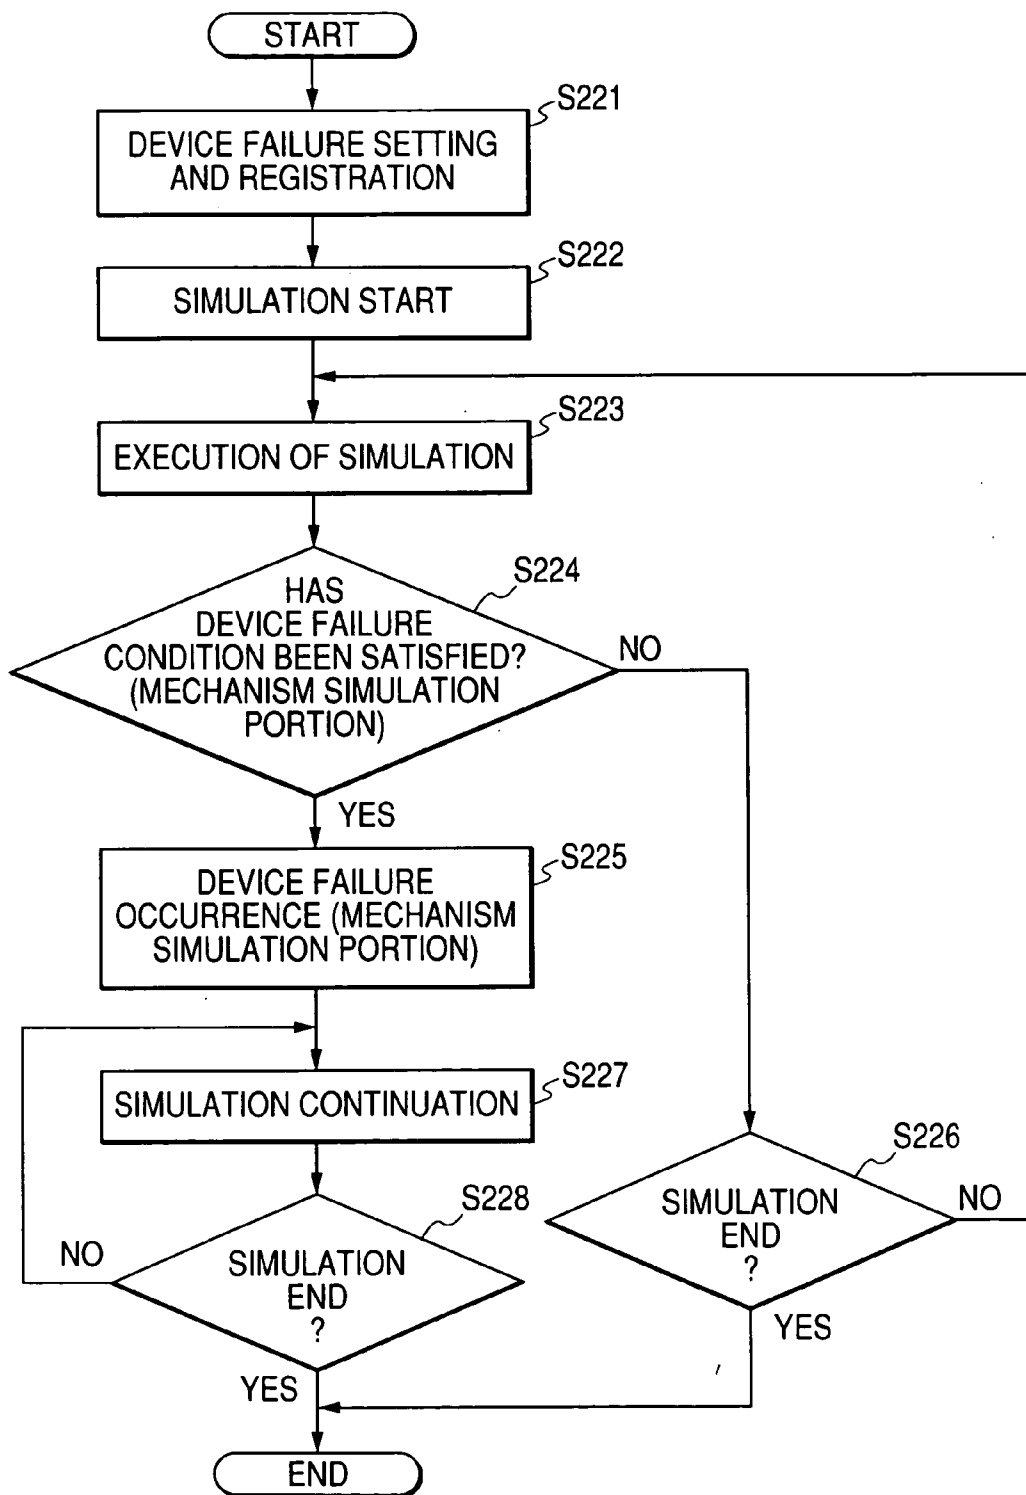 START
S221
DEVICE FAILURE SETTING
AND REGISTRATION
S222
SIMULATION START
S223
EXECUTION OF SIMULATION
S224
HAS
DEVICE FAILURE
CONDITION BEEN SATISFIED?
(MECHANISM SIMULATION
PORTION)
NO
YES
S225
DEVICE FAILURE
OCCURRENCE (MECHANISM
SIMULATION PORTION)
S227
SIMULATION CONTINUATION
S228
SIMULATION
END
?
NO
YES
S226
SIMULATION
END
?
NO
YES
END